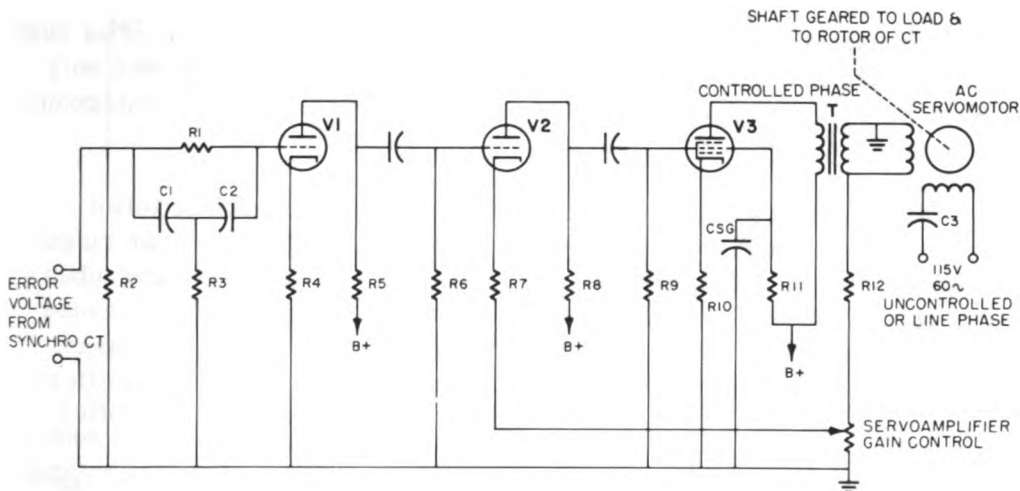 SHAFT GEARED TO LOAD &
TO ROTOR OF CT
CONTROLLED PHASE
T
AC
SERVOMOTOR
R1
V1
V2
V3
C1
C2
CSG
C3
115V
60~
UNCONTROLLED
OR LINE PHASE
ERROR
VOLTAGE
FROM
SYNCHRO CT
R2
R3
R4
R5
R6
R7
R8
R9
R10
R11
R12
B+
B+
B+
SERVOAMPLIFIER
GAIN CONTROL